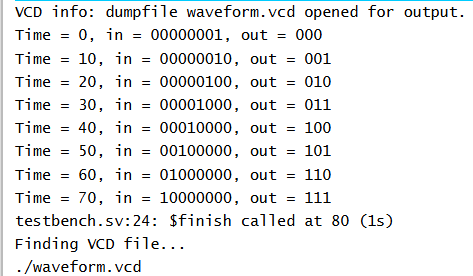 VCD info: dumpfile waveform.vcd opened for output.
Time = 0, in = 00000001, out = 000
Time = 10, in = 00000010, out = 001
Time = 20, in = 00000100, out = 010
Time = 30, in = 00001000, out = 011
Time = 40, in = 00010000, out = 100
Time = 50, in = 00100000, out = 101
Time = 60, in = 01000000, out = 110
Time = 70, in = 10000000, out = 111
testbench.sv:24: $finish called at 80 (1s)
Finding VCD file...
./waveform.vcd